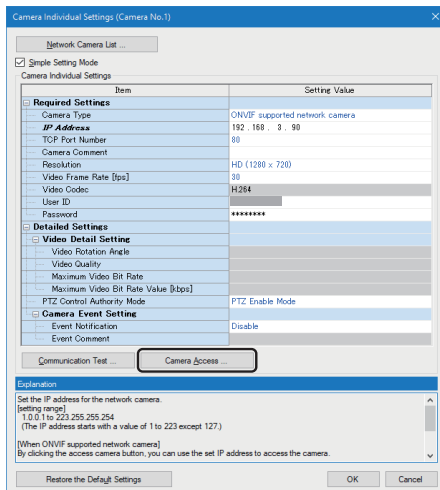 Camera Individual Settings (Camera No.1)
Network Camera List ...
Simple Setting Mode
Camera Individual Settings
Item Setting Value
Required Settings
Camera Type ONVIF supported network camera
IP Address 192 . 168 . 3 . 90
TCP Port Number 80
Camera Comment
Resolution HD (1280 x 720)
Video Frame Rate [fps] 30
Video Codec H.264
User ID
Password ********
Detailed Settings
Video Detail Setting
Video Rotation Angle
Video Quality
Maximum Video Bit Rate
Maximum Video Bit Rate Value [kbps]
PTZ Control Authority Mode PTZ Enable Mode
Camera Event Setting
Event Notification Disable
Event Comment
Communication Test ... Camera Access ...
Explanation
Set the IP address for the network camera.
[setting range]
1.0.0.1 to 223.255.255.254
(The IP address starts with a value of 1 to 223 except 127.)
[When ONVIF supported network camera]
By clicking the access camera button, you can use the set IP address to access the camera.
Restore the Default Settings OK Cancel